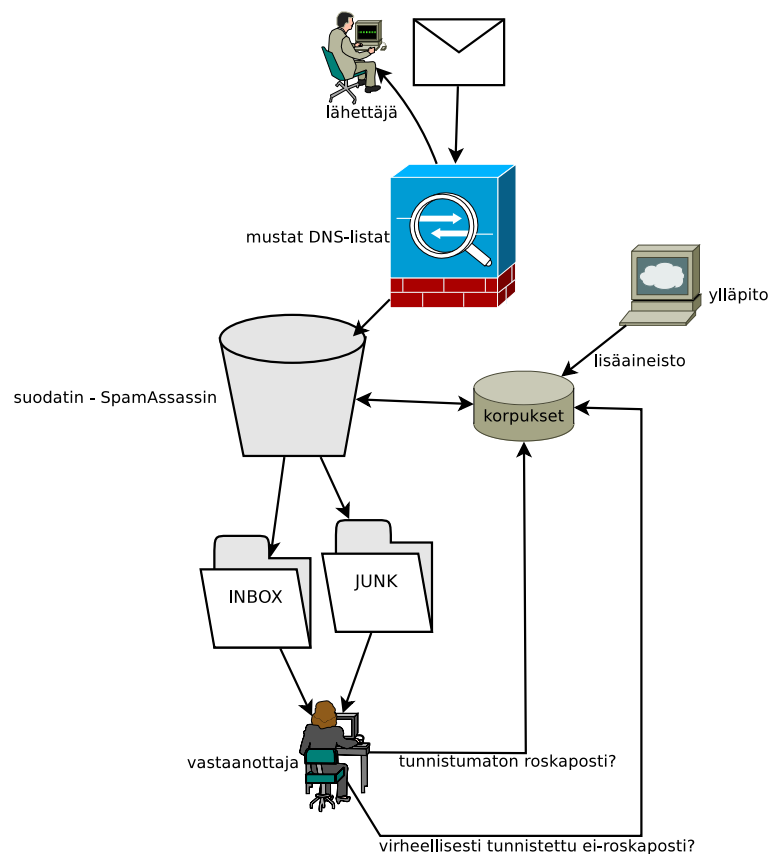 lähettäjä
mustat DNS-listat
ylläpito
lisäaineisto
suodatin - SpamAssassin
korpukset
INBOX
JUNK
vastaanottaja
tunnistumaton roskaposti?
virheellisesti tunnistettu ei-roskaposti?